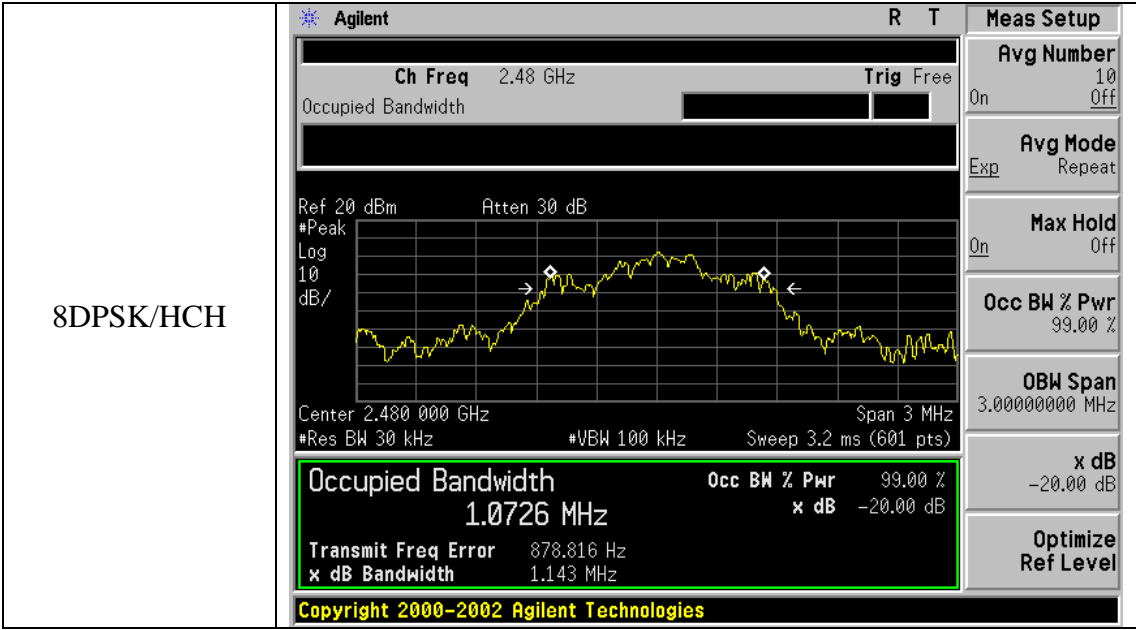 8DPSK/HCH
Agilent R T
Ch Freq 2.48 GHz Trig Free
Occupied Bandwidth
Ref 20 dBm Atten 30 dB
#Peak
Log
10
dB/
Center 2.480 000 GHz Span 3 MHz
#Res BW 30 kHz #VBW 100 kHz Sweep 3.2 ms (601 pts)
Occupied Bandwidth
1.0726 MHz
Occ BW % Pwr 99.00 %
x dB -20.00 dB
Transmit Freq Error 878.816 Hz
x dB Bandwidth 1.143 MHz
Copyright 2000-2002 Agilent Technologies
Meas Setup
Avg Number
10
On Off
Avg Mode
Exp Repeat
Max Hold
On Off
Occ BW % Pwr
99.00 %
OBW Span
3.00000000 MHz
x dB
-20.00 dB
Optimize
Ref Level